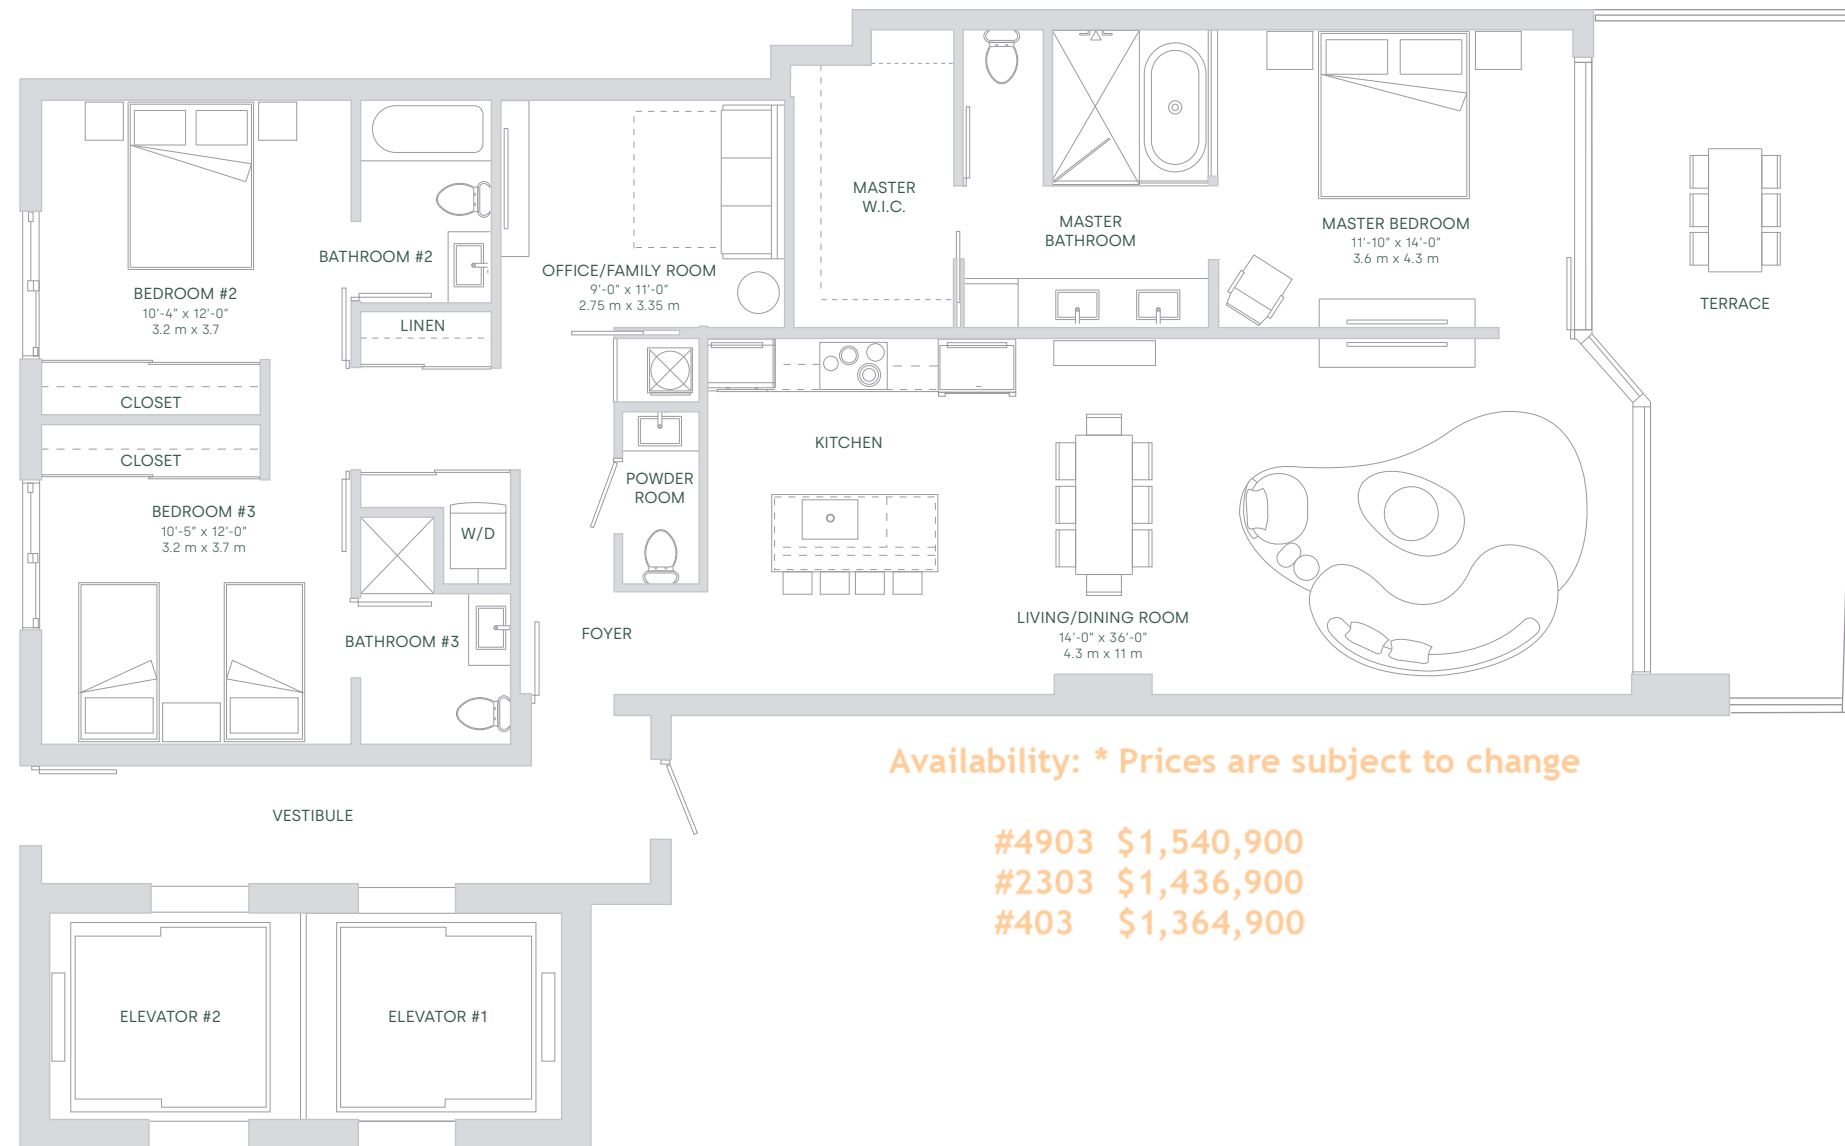 MASTER
W.I.C.
MASTER
BATHROOM
MASTER BEDROOM
11'-10" x 14'-0"
3.6 m x 4.3 m
TERRACE
BATHROOM #2
OFFICE/FAMILY ROOM
9'-0" x 11'-0"
2.75 m x 3.35 m
BEDROOM #2
10'-4" x 12'-0"
3.2 m x 3.7
LINEN
CLOSET
CLOSET
KITCHEN
POWDER
ROOM
BEDROOM #3
10'-5" x 12'-0"
3.2 m x 3.7 m
W/D
BATHROOM #3
FOYER
LIVING/DINING ROOM
14'-0" x 36'-0"
4.3 m x 11 m
Availability: * Prices are subject to change
VESTIBULE
#4903 $1,540,900
#2303 $1,436,900
#403 $1,364,900
ELEVATOR #2
ELEVATOR #1